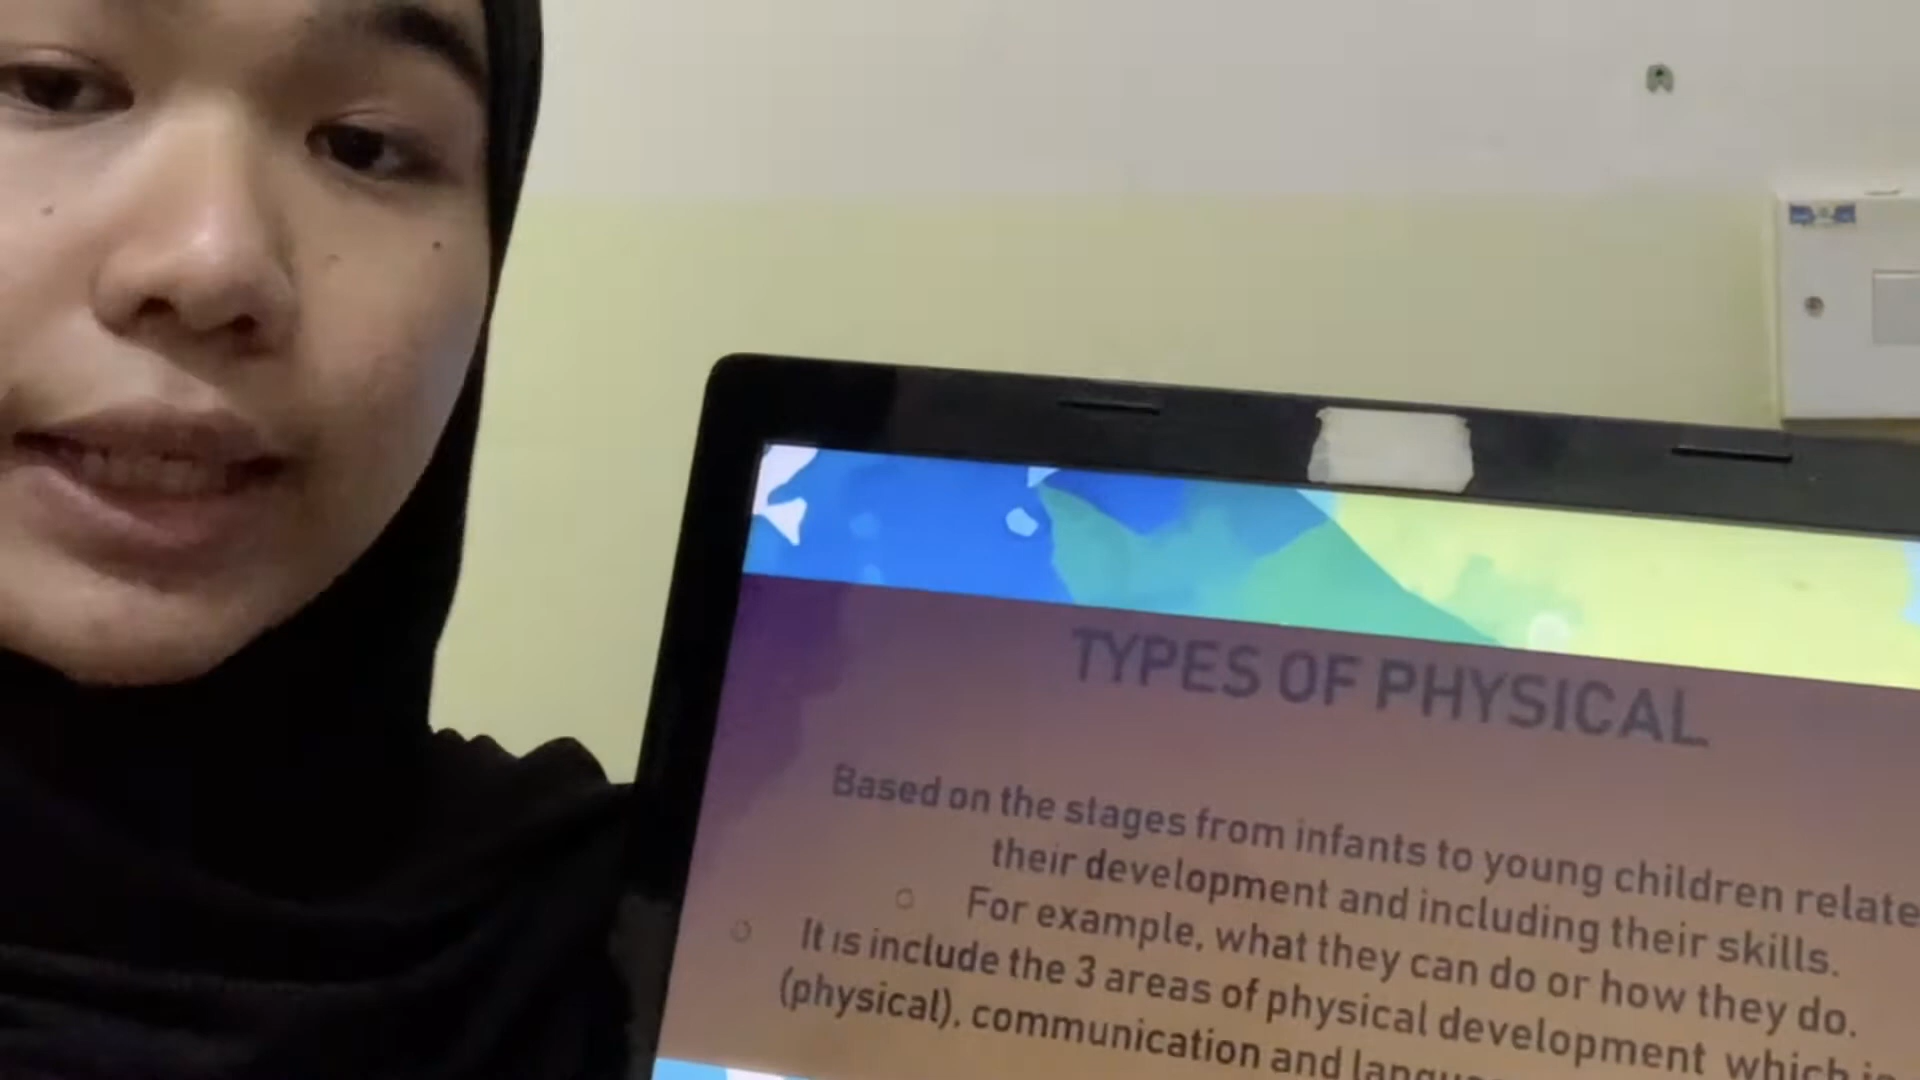 TYPES OF PHYSICAL
Based on the stages from infants to young children relate
their development and including their skills.
For example, what they can do or how they do.
It is include the 3 areas of physical development which
(physical), communication and